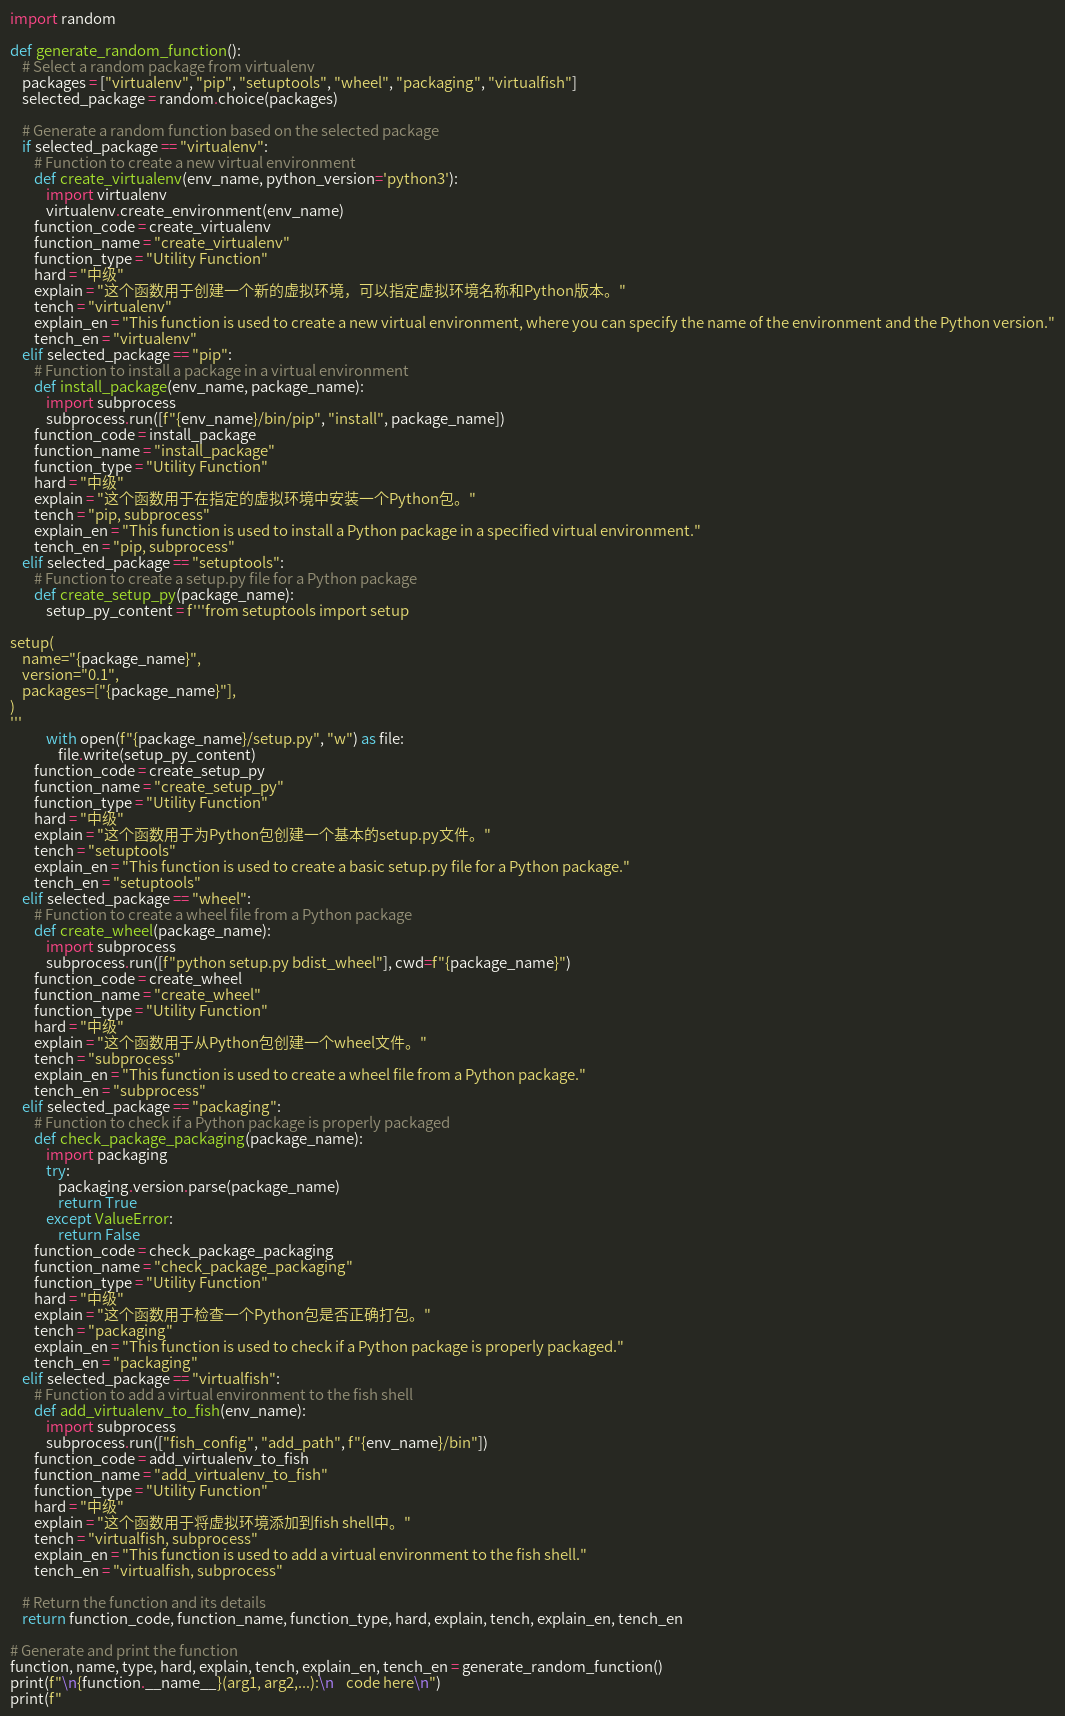 import random

def generate_random_function():
    # Select a random package from virtualenv
    packages = ["virtualenv", "pip", "setuptools", "wheel", "packaging", "virtualfish"]
    selected_package = random.choice(packages)

    # Generate a random function based on the selected package
    if selected_package == "virtualenv":
        # Function to create a new virtual environment
        def create_virtualenv(env_name, python_version='python3'):
            import virtualenv
            virtualenv.create_environment(env_name)
        function_code = create_virtualenv
        function_name = "create_virtualenv"
        function_type = "Utility Function"
        hard = "中级"
        explain = "这个函数用于创建一个新的虚拟环境，可以指定虚拟环境名称和Python版本。"
        tench = "virtualenv"
        explain_en = "This function is used to create a new virtual environment, where you can specify the name of the environment and the Python version."
        tench_en = "virtualenv"
    elif selected_package == "pip":
        # Function to install a package in a virtual environment
        def install_package(env_name, package_name):
            import subprocess
            subprocess.run([f"{env_name}/bin/pip", "install", package_name])
        function_code = install_package
        function_name = "install_package"
        function_type = "Utility Function"
        hard = "中级"
        explain = "这个函数用于在指定的虚拟环境中安装一个Python包。"
        tench = "pip, subprocess"
        explain_en = "This function is used to install a Python package in a specified virtual environment."
        tench_en = "pip, subprocess"
    elif selected_package == "setuptools":
        # Function to create a setup.py file for a Python package
        def create_setup_py(package_name):
            setup_py_content = f'''from setuptools import setup

setup(
    name="{package_name}",
    version="0.1",
    packages=["{package_name}"],
)
'''
            with open(f"{package_name}/setup.py", "w") as file:
                file.write(setup_py_content)
        function_code = create_setup_py
        function_name = "create_setup_py"
        function_type = "Utility Function"
        hard = "中级"
        explain = "这个函数用于为Python包创建一个基本的setup.py文件。"
        tench = "setuptools"
        explain_en = "This function is used to create a basic setup.py file for a Python package."
        tench_en = "setuptools"
    elif selected_package == "wheel":
        # Function to create a wheel file from a Python package
        def create_wheel(package_name):
            import subprocess
            subprocess.run([f"python setup.py bdist_wheel"], cwd=f"{package_name}")
        function_code = create_wheel
        function_name = "create_wheel"
        function_type = "Utility Function"
        hard = "中级"
        explain = "这个函数用于从Python包创建一个wheel文件。"
        tench = "subprocess"
        explain_en = "This function is used to create a wheel file from a Python package."
        tench_en = "subprocess"
    elif selected_package == "packaging":
        # Function to check if a Python package is properly packaged
        def check_package_packaging(package_name):
            import packaging
            try:
                packaging.version.parse(package_name)
                return True
            except ValueError:
                return False
        function_code = check_package_packaging
        function_name = "check_package_packaging"
        function_type = "Utility Function"
        hard = "中级"
        explain = "这个函数用于检查一个Python包是否正确打包。"
        tench = "packaging"
        explain_en = "This function is used to check if a Python package is properly packaged."
        tench_en = "packaging"
    elif selected_package == "virtualfish":
        # Function to add a virtual environment to the fish shell
        def add_virtualenv_to_fish(env_name):
            import subprocess
            subprocess.run(["fish_config", "add_path", f"{env_name}/bin"])
        function_code = add_virtualenv_to_fish
        function_name = "add_virtualenv_to_fish"
        function_type = "Utility Function"
        hard = "中级"
        explain = "这个函数用于将虚拟环境添加到fish shell中。"
        tench = "virtualfish, subprocess"
        explain_en = "This function is used to add a virtual environment to the fish shell."
        tench_en = "virtualfish, subprocess"

    # Return the function and its details
    return function_code, function_name, function_type, hard, explain, tench, explain_en, tench_en

# Generate and print the function
function, name, type, hard, explain, tench, explain_en, tench_en = generate_random_function()
print(f"\n{function.__name__}(arg1, arg2,...):\n    code here\n")
print(f"